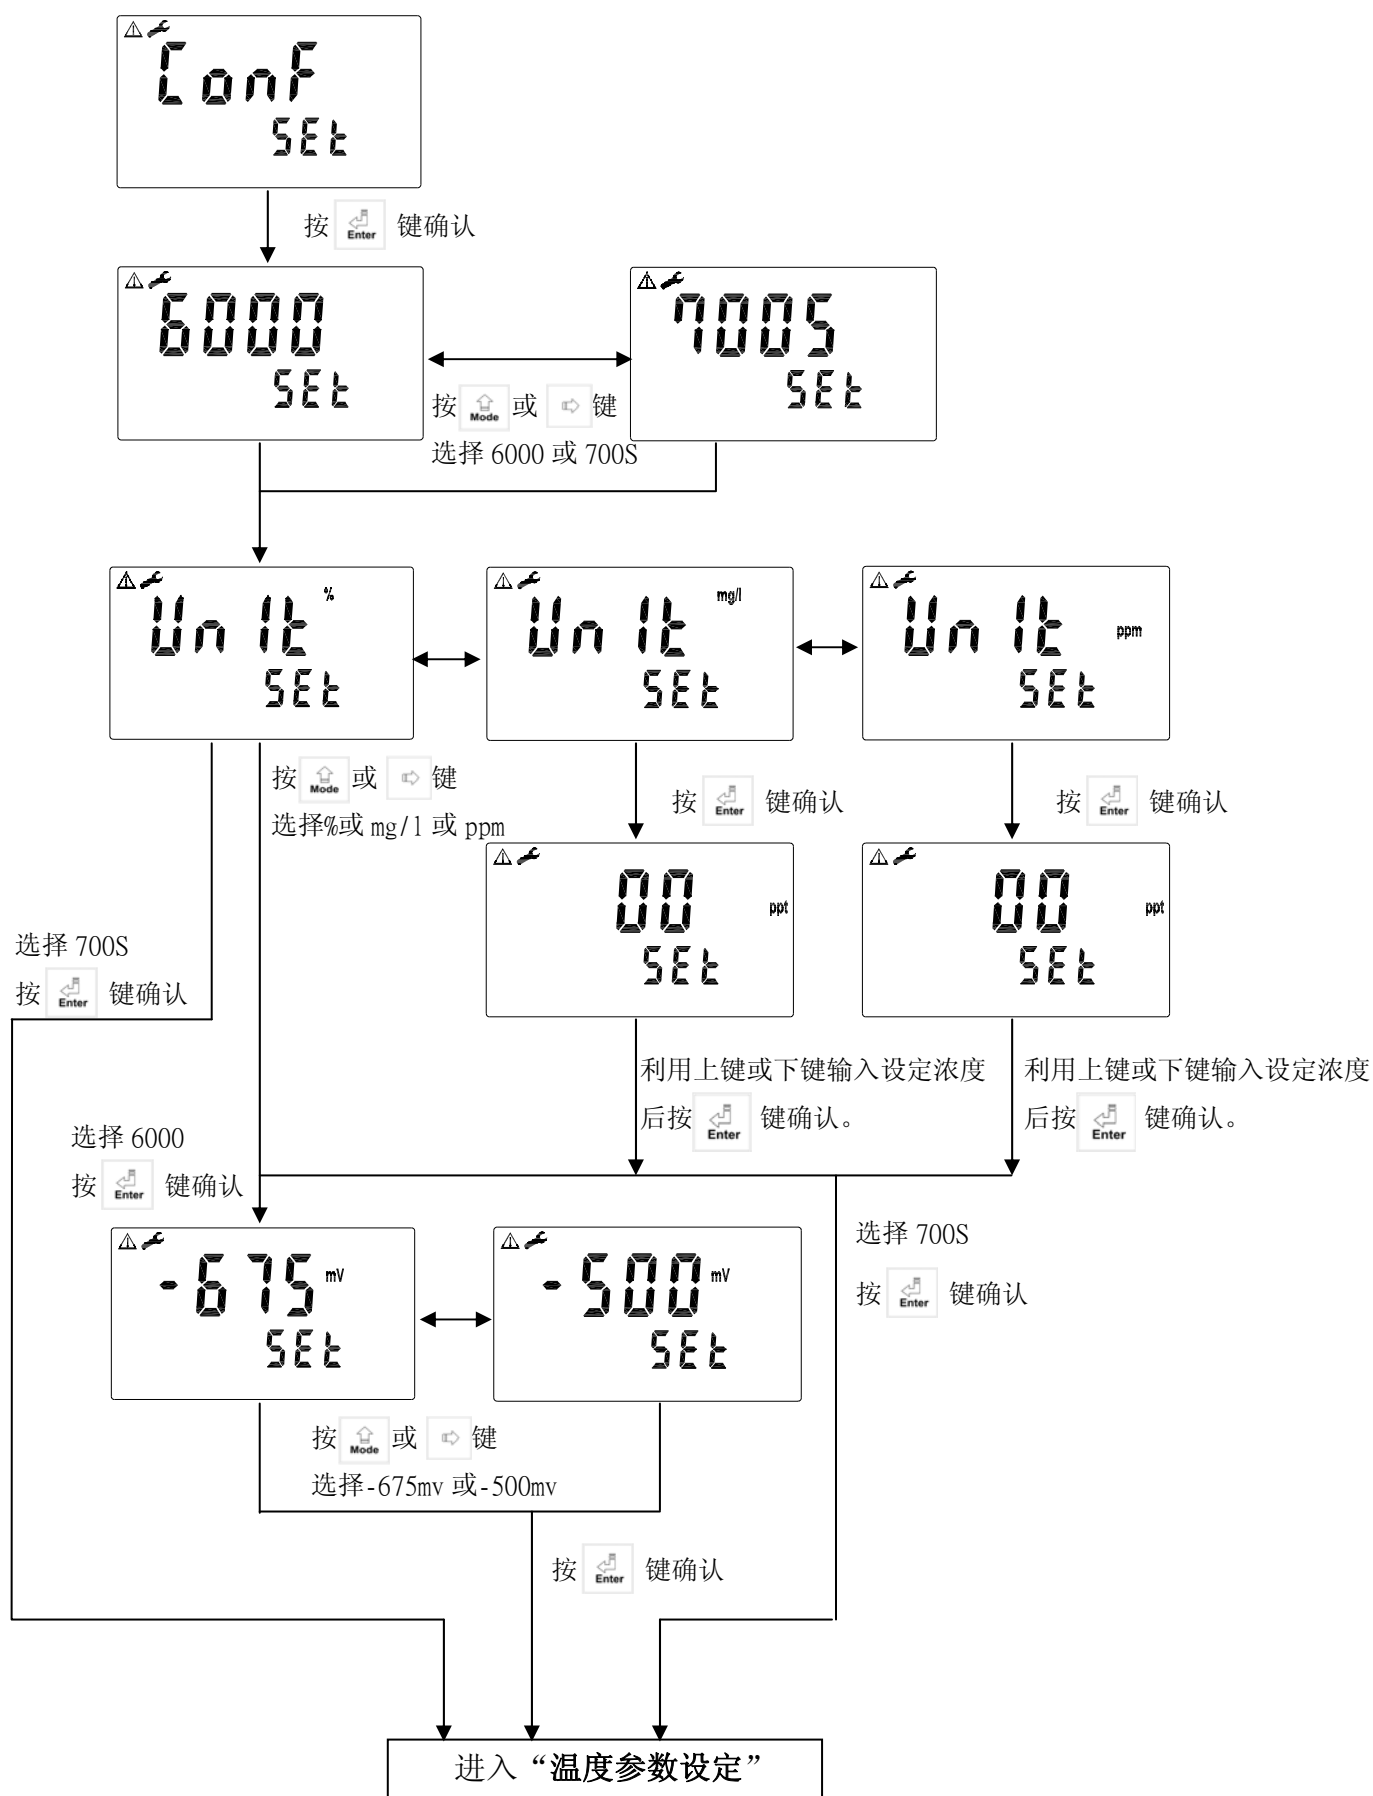 ConF
SEt
按 Enter 键确认
6000
SEt
700S
SEt
按 Mode 或 键
选择 6000 或 700S
Unit %
SEt
Unit mg/l
SEt
Unit ppm
SEt
按 Mode 或 键
选择%或 mg/l 或 ppm
按 Enter 键确认
按 Enter 键确认
00 ppt
SEt
00 ppt
SEt
选择 700S
按 Enter 键确认
利用上键或下键输入设定浓度
后按 Enter 键确认。
利用上键或下键输入设定浓度
后按 Enter 键确认。
选择 6000
按 Enter 键确认
-675 mV
SEt
-500 mV
SEt
选择 700S
按 Enter 键确认
按 Mode 或 键
选择-675mv 或-500mv
按 Enter 键确认
进入“温度参数设定”